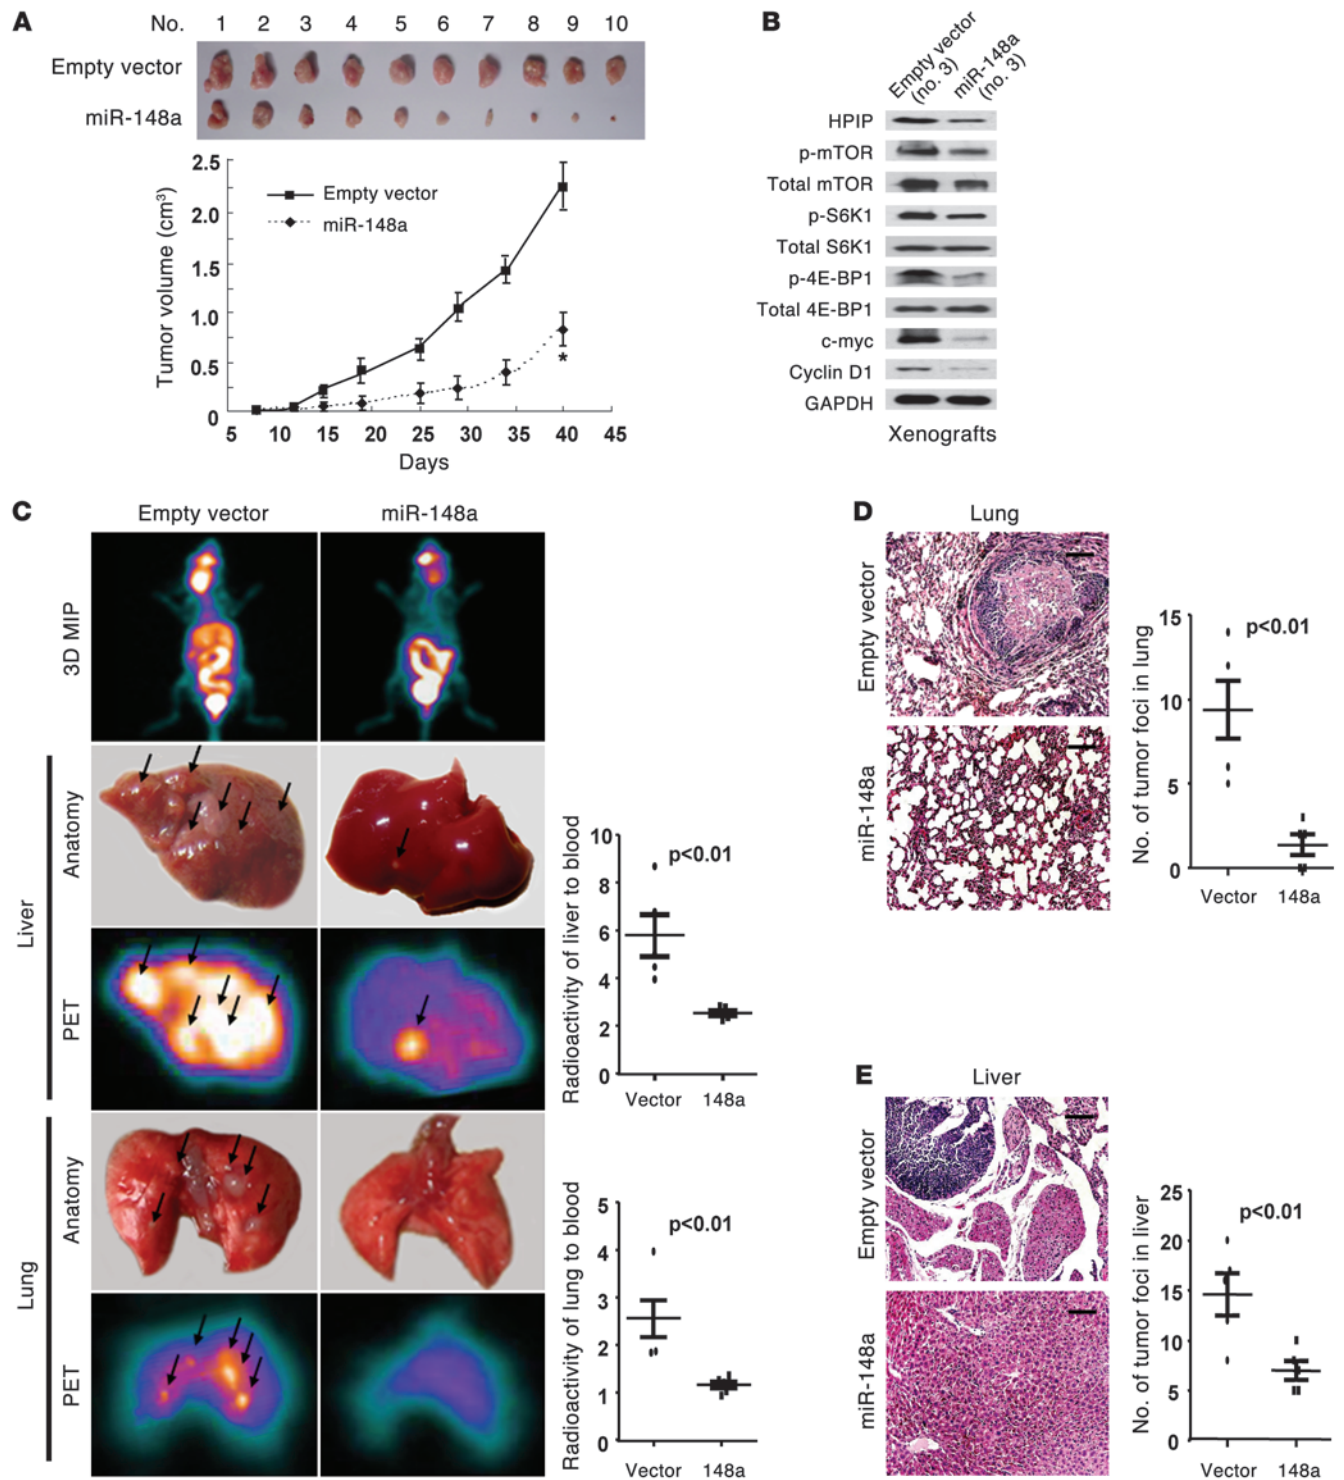 A
No. 1 2 3 4 5 6 7 8 9 10
Empty vector
miR-148a
2.5
2.0
1.5
1.0
0.5
0
Tumor volume (cm³)
Empty vector
miR-148a
*
5 10 15 20 25 30 35 40 45
Days
B
Empty vector
(no. 3)
miR-148a
(no. 3)
HPIP
p-mTOR
Total mTOR
p-S6K1
Total S6K1
p-4E-BP1
Total 4E-BP1
c-myc
Cyclin D1
GAPDH
Xenografts
C
Empty vector
miR-148a
3D MIP
Liver
Anatomy
PET
Lung
Anatomy
PET
Radioactivity of liver to blood
10
8
6
4
2
0
p<0.01
Vector 148a
Radioactivity of lung to blood
5
4
3
2
1
0
p<0.01
Vector 148a
D
Lung
Empty vector
miR-148a
No. of tumor foci in lung
15
10
5
0
p<0.01
Vector 148a
E
Liver
Empty vector
miR-148a
No. of tumor foci in liver
25
20
15
10
5
0
p<0.01
Vector 148a